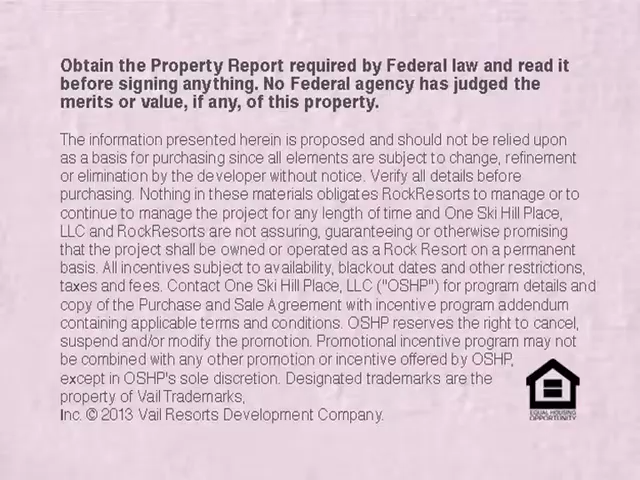 Obtain the Property Report required by Federal law and read it
before signing anything. No Federal agency has judged the
merits or value, if any, of this property.
The information presented herein is proposed and should not be relied upon
as a basis for purchasing since all elements are subject to change, refinement
or elimination by the developer without notice. Verify all details before
purchasing. Nothing in these materials obligates RockResorts to manage or to
continue to manage the project for any length of time and One Ski Hill Place,
LLC and RockResorts are not assuring, guaranteeing or otherwise promising
that the project shall be owned or operated as a Rock Resort on a permanent
basis. All incentives subject to availability, blackout dates and other restrictions,
taxes and fees. Contact One Ski Hill Place, LLC ("OSHP") for program details and
copy of the Purchase and Sale Agreement with incentive program addendum
containing applicable terms and conditions. OSHP reserves the right to cancel,
suspend and/or modify the promotion. Promotional incentive program may not
be combined with any other promotion or incentive offered by OSHP,
except in OSHP's sole discretion. Designated trademarks are the
property of Vail Trademarks,
Inc. © 2013 Vail Resorts Development Company.
EQUAL HOUSING
OPPORTUNITY